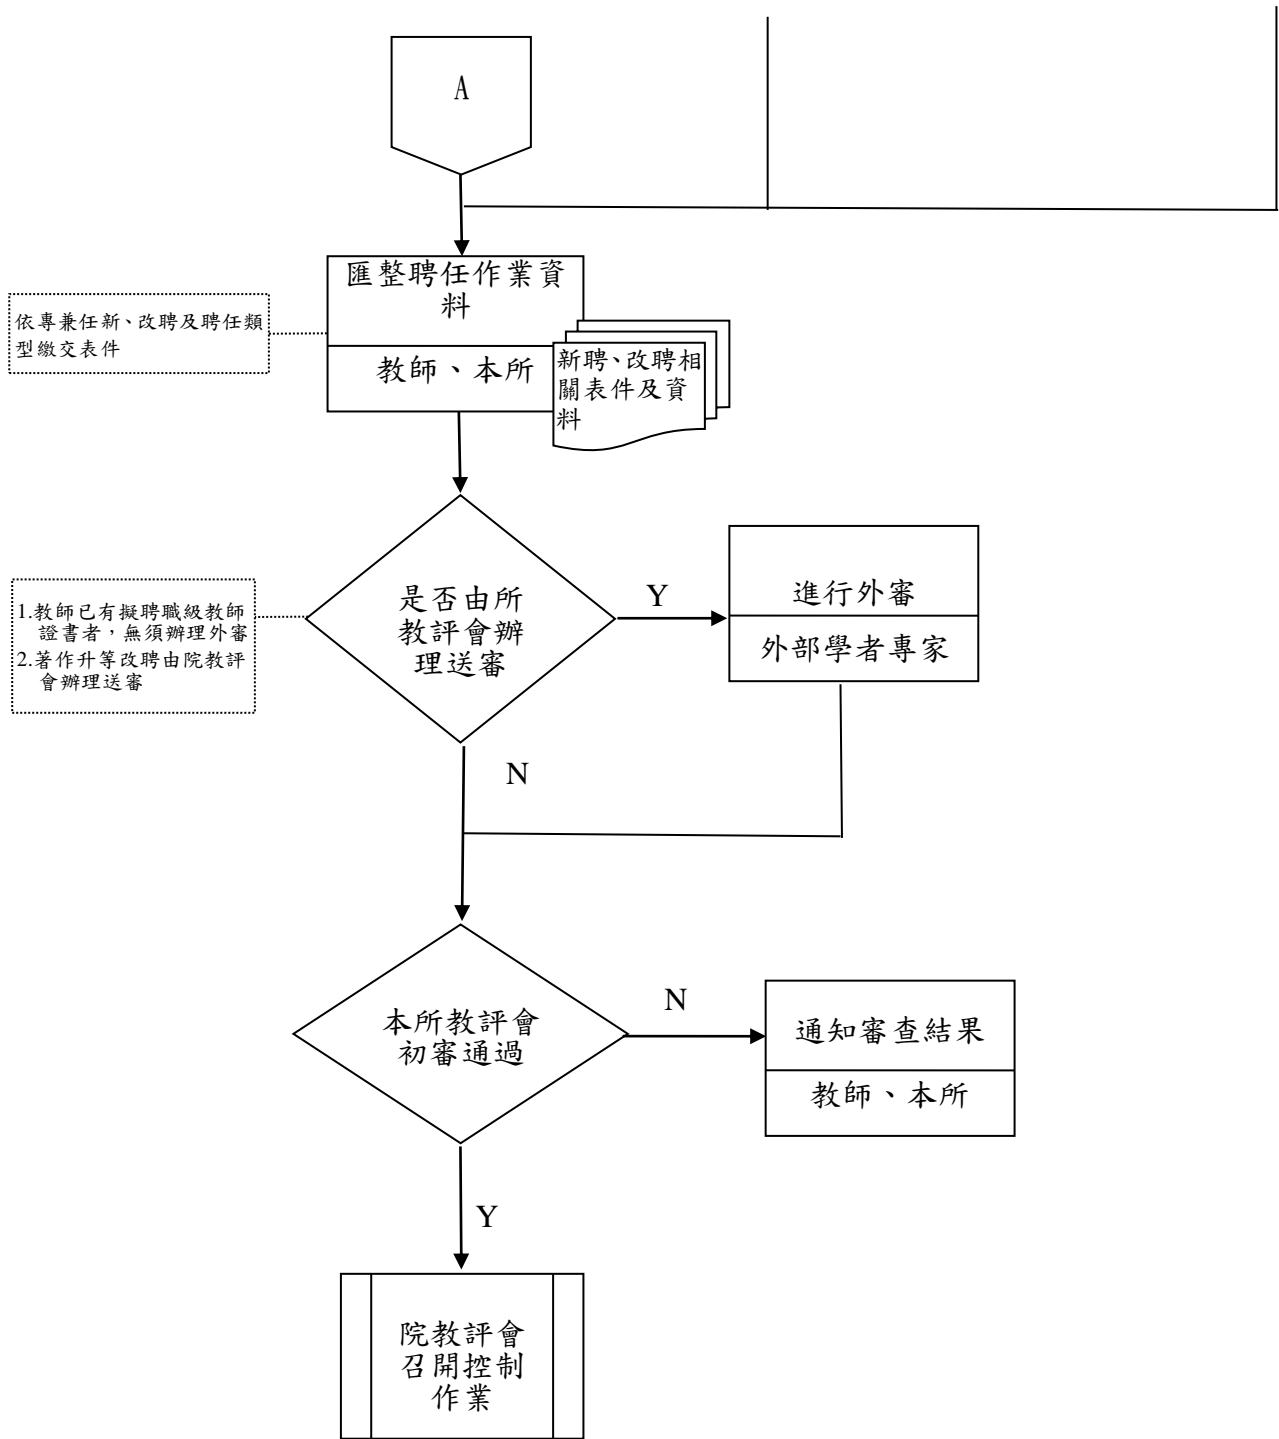 A
匯整聘任作業資
料
教師、本所
新聘、改聘相
關表件及資
料
依專兼任新、改聘及聘任類
型繳交表件
是否由所
教評會辦
理送審
Y
進行外審
外部學者專家
1.教師已有擬聘職級教師
證書者，無須辦理外審
2.著作升等改聘由院教評
會辦理送審
N
本所教評會
初審通過
N
通知審查結果
教師、本所
Y
院教評會
召開控制
作業